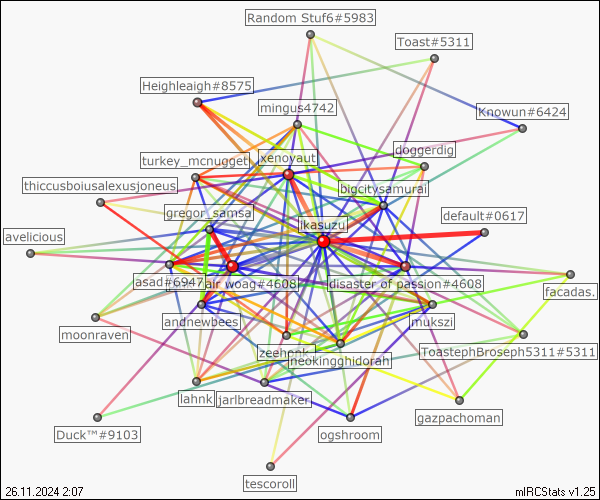 Random Stuf6#5983
Toast#5311
Heighleaigh#8575
mingus4742
Knowun#6424
doggerdig
turkey_mcnugget
xenovaut
thiccusboiusalexusjoneus
bigcitysamurai
gregor_samsa
ikasuzu
default#0617
avelicious
asad#6947
air woag#4608
disaster of passion#4608
facadas.
moonraven
andnewbees
mukszi
zeehonk
neokingghidorah
ToastephBroseph5311#5311
lahnk
jarlbreadmaker
gazpachoman
Duck™#9103
ogshroom
tescoroll
26.11.2024 2:07
mIRCStats v1.25